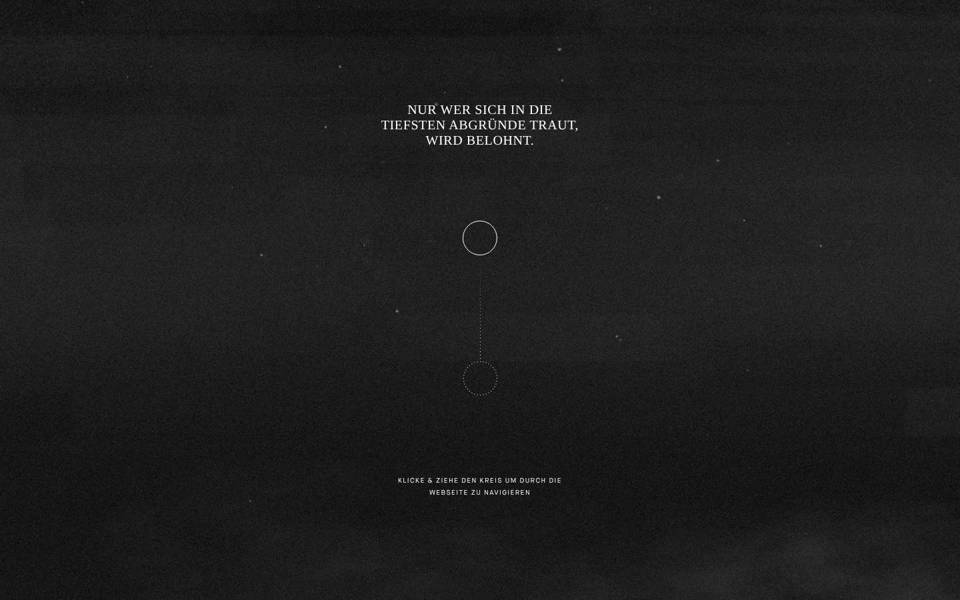 NUR WER SICH IN DIE
TIEFSTEN ABGRÜNDE TRAUT,
WIRD BELOHNT.
KLICKE & ZIEHE DEN KREIS UM DURCH DIE
WEBSEITE ZU NAVIGIEREN